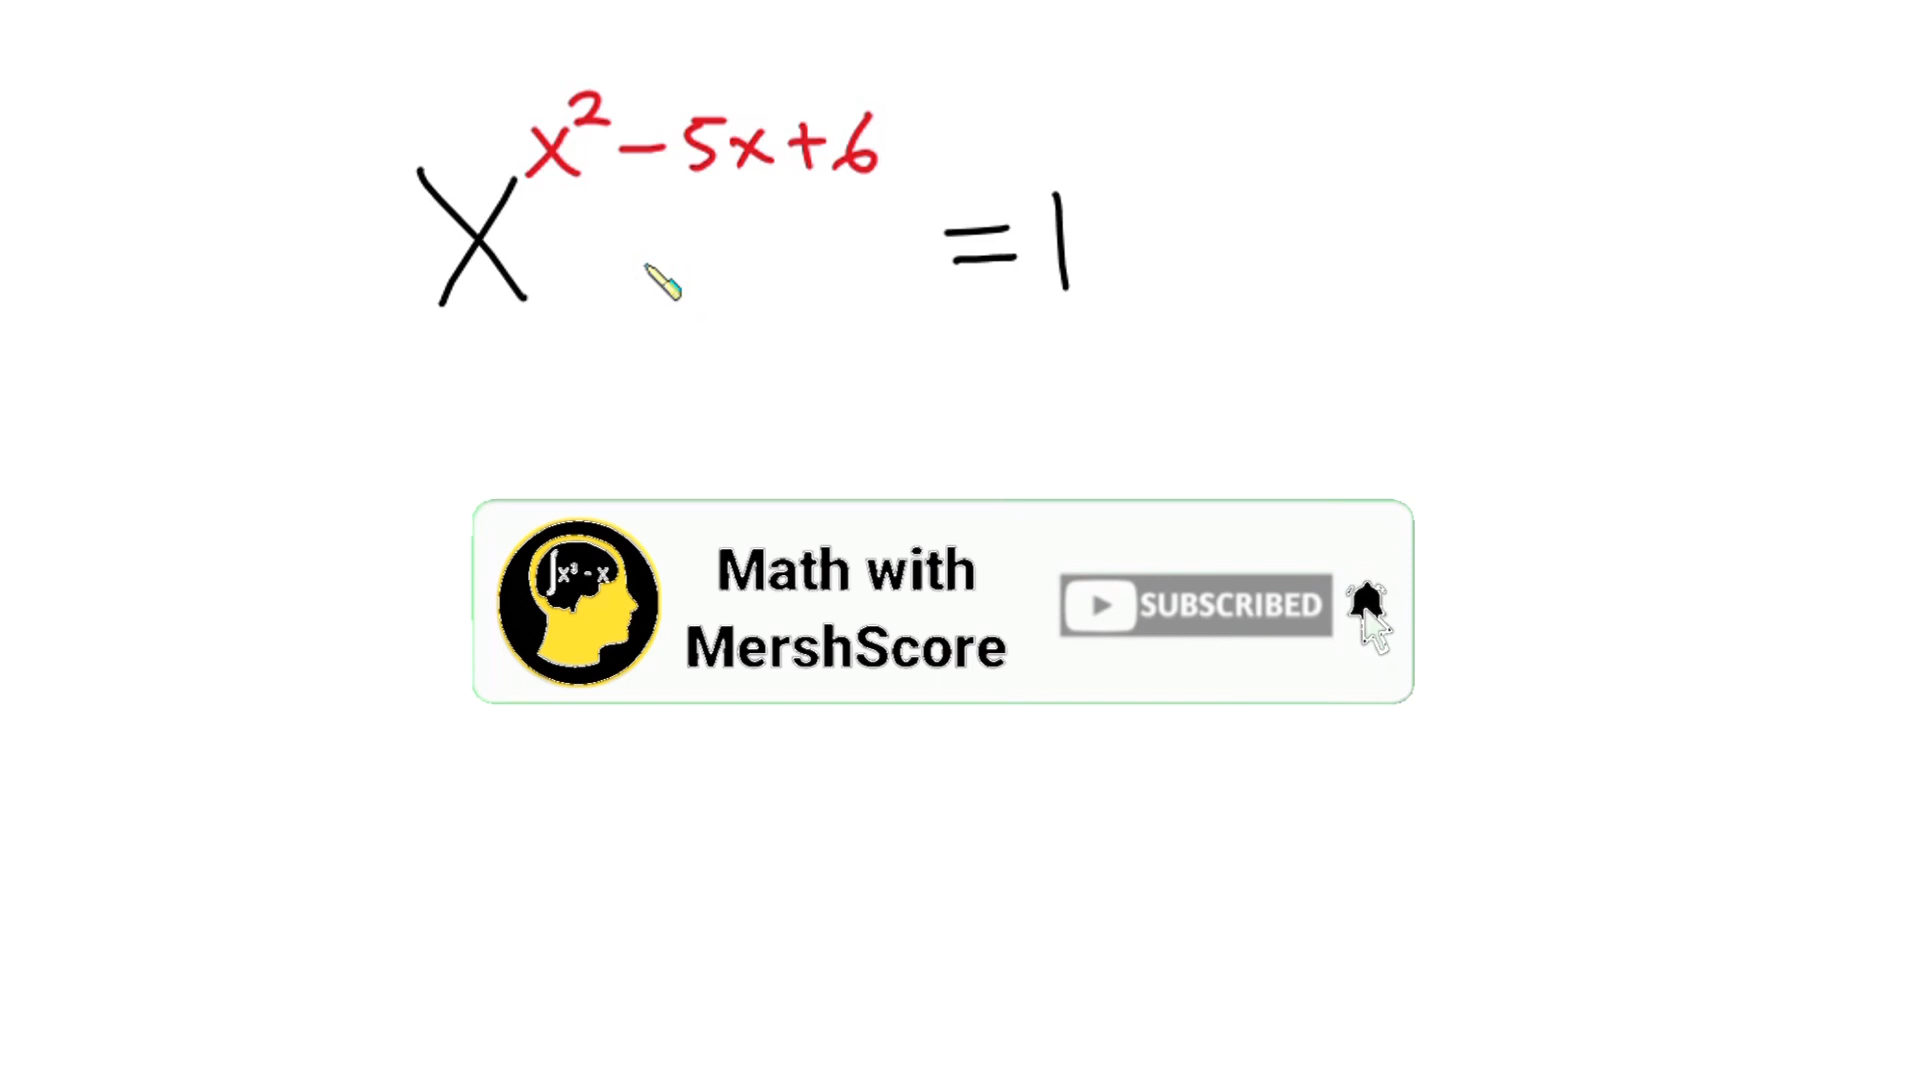 x^{x² - 5x + 6} = 1
∫x³ - x
Math with
MershScore
SUBSCRIBED